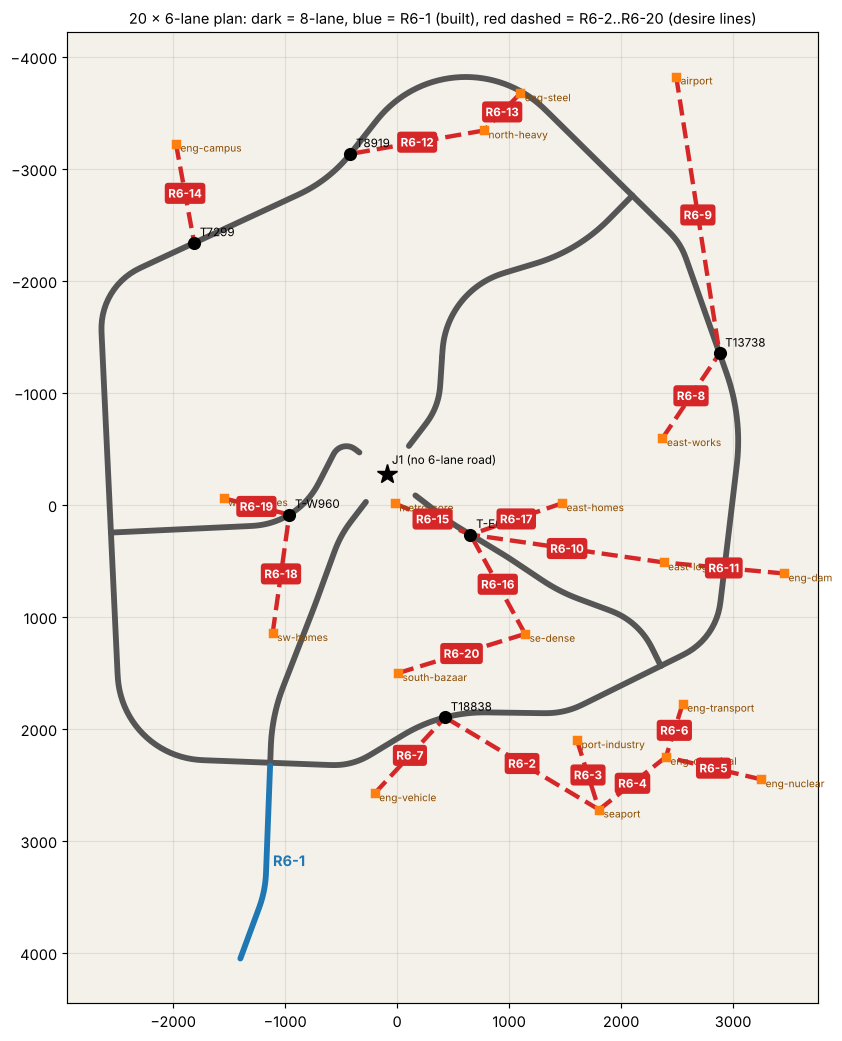 20 × 6-lane plan: dark = 8-lane, blue = R6-1 (built), red dashed = R6-2..R6-20 (desire lines)
−4000
airport
eng-steel
R6-13
T8919
north-heavy
R6-12
eng-campus
−3000
R6-14
R6-9
T7299
−2000
T13738
−1000
R6-8
east-works
J1 (no 6-lane road)
R6-19
T-W960
0
R6-15
R6-17
east-homes
R6-10
R6-11
R6-18
eng-dam
R6-16
1000
sw-homes
se-dense
R6-20
south-bazaar
T18838
eng-transport
2000
R6-6
port-industry
R6-7
R6-2
R6-5
R6-3
R6-4
eng-nuclear
eng-vehicle
seaport
3000
R6-1
4000
−2000
−1000
0
1000
2000
3000